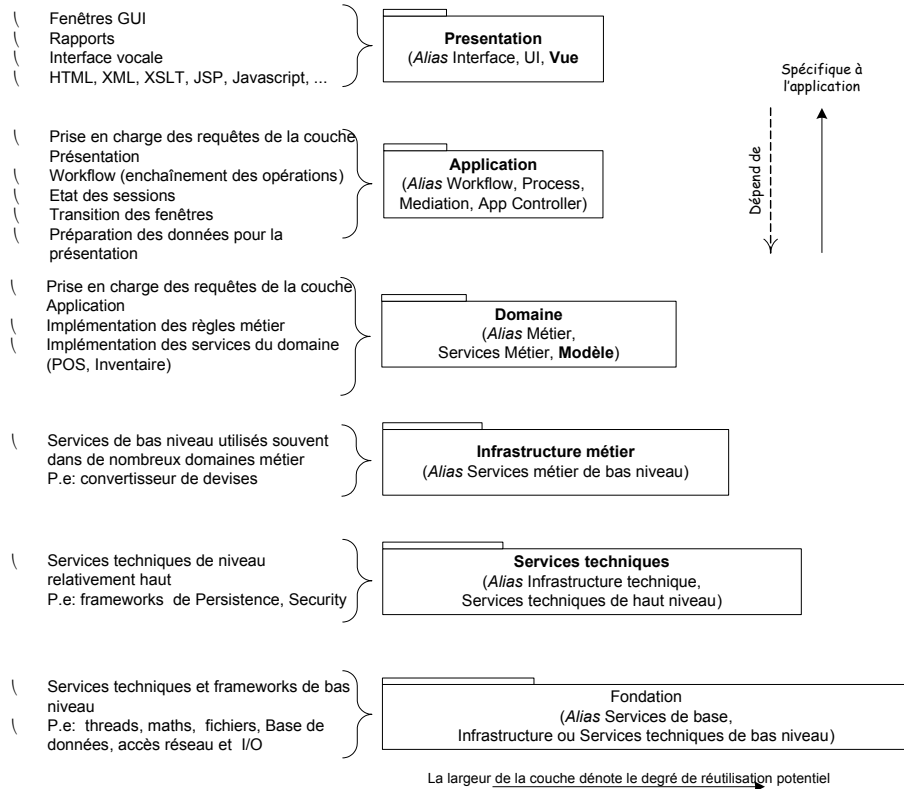 Fenêtres GUI
Rapports
Interface vocale
HTML, XML, XSLT, JSP, Javascript, ...
Presentation
(Alias Interface, UI, Vue)
Spécifique à
l'application
Dépend de
Prise en charge des requêtes de la couche
Présentation
Workflow (enchaînement des opérations)
Etat des sessions
Transition des fenêtres
Préparation des données pour la
présentation
Application
(Alias Workflow, Process,
Mediation, App Controller)
Prise en charge des requêtes de la couche
Application
Implémentation des règles métier
Implémentation des services du domaine
(POS, Inventaire)
Domaine
(Alias Métier,
Services Métier, Modèle)
Services de bas niveau utilisés souvent
dans de nombreux domaines métier
P.e: convertisseur de devises
Infrastructure métier
(Alias Services métier de bas niveau)
Services techniques de niveau
relativement haut
P.e: frameworks de Persistence, Security
Services techniques
(Alias Infrastructure technique,
Services techniques de haut niveau)
Services techniques et frameworks de bas
niveau
P.e: threads, maths, fichiers, Base de
données, accès réseau et I/O
Fondation
(Alias Services de base,
Infrastructure ou Services techniques de bas niveau)
La largeur de la couche dénote le degré de réutilisation potentiel